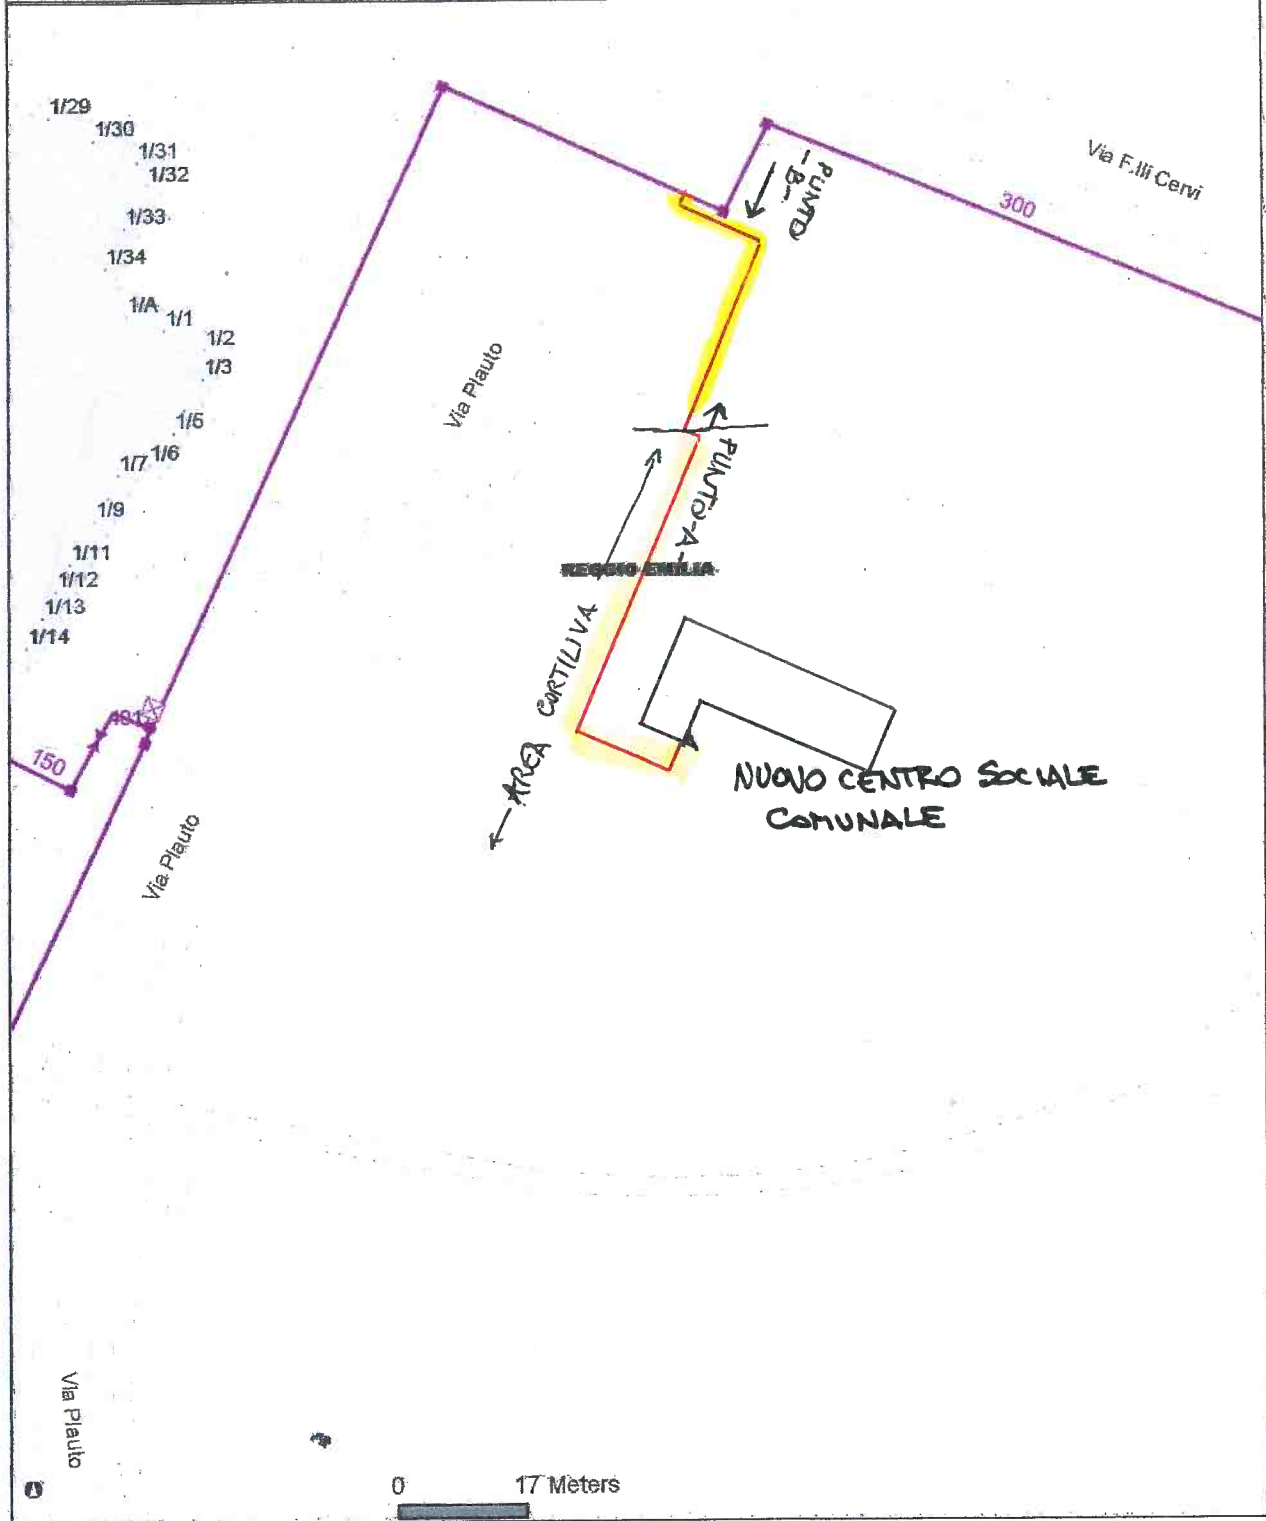 1/29
1/30
1/31
1/32
1/33
1/34
1/A
1/1
1/2
1/3
1/5
1/6
1/7
1/9
1/11
1/12
1/13
1/14
Via F.lli Cervi
300
PUNTO
-B-
Via Plauto
PUNTO-A-
REGGIO EMILIA
← AREA CORTILIVA
150
NUOVO CENTRO SOCIALE
COMUNALE
Via Plauto
Via Plauto
0 17 Meters